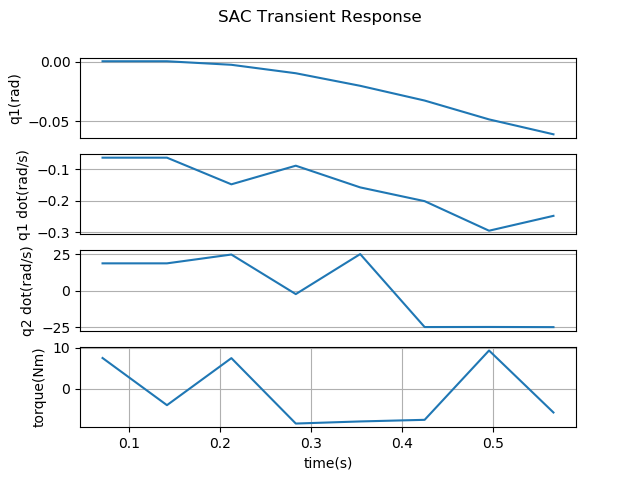 SAC Transient Response
q1(rad)
0.00
−0.05
q1 dot(rad/s)
−0.1
−0.2
−0.3
q2 dot(rad/s)
25
0
−25
torque(Nm)
10
0
0.1 0.2 0.3 0.4 0.5
time(s)